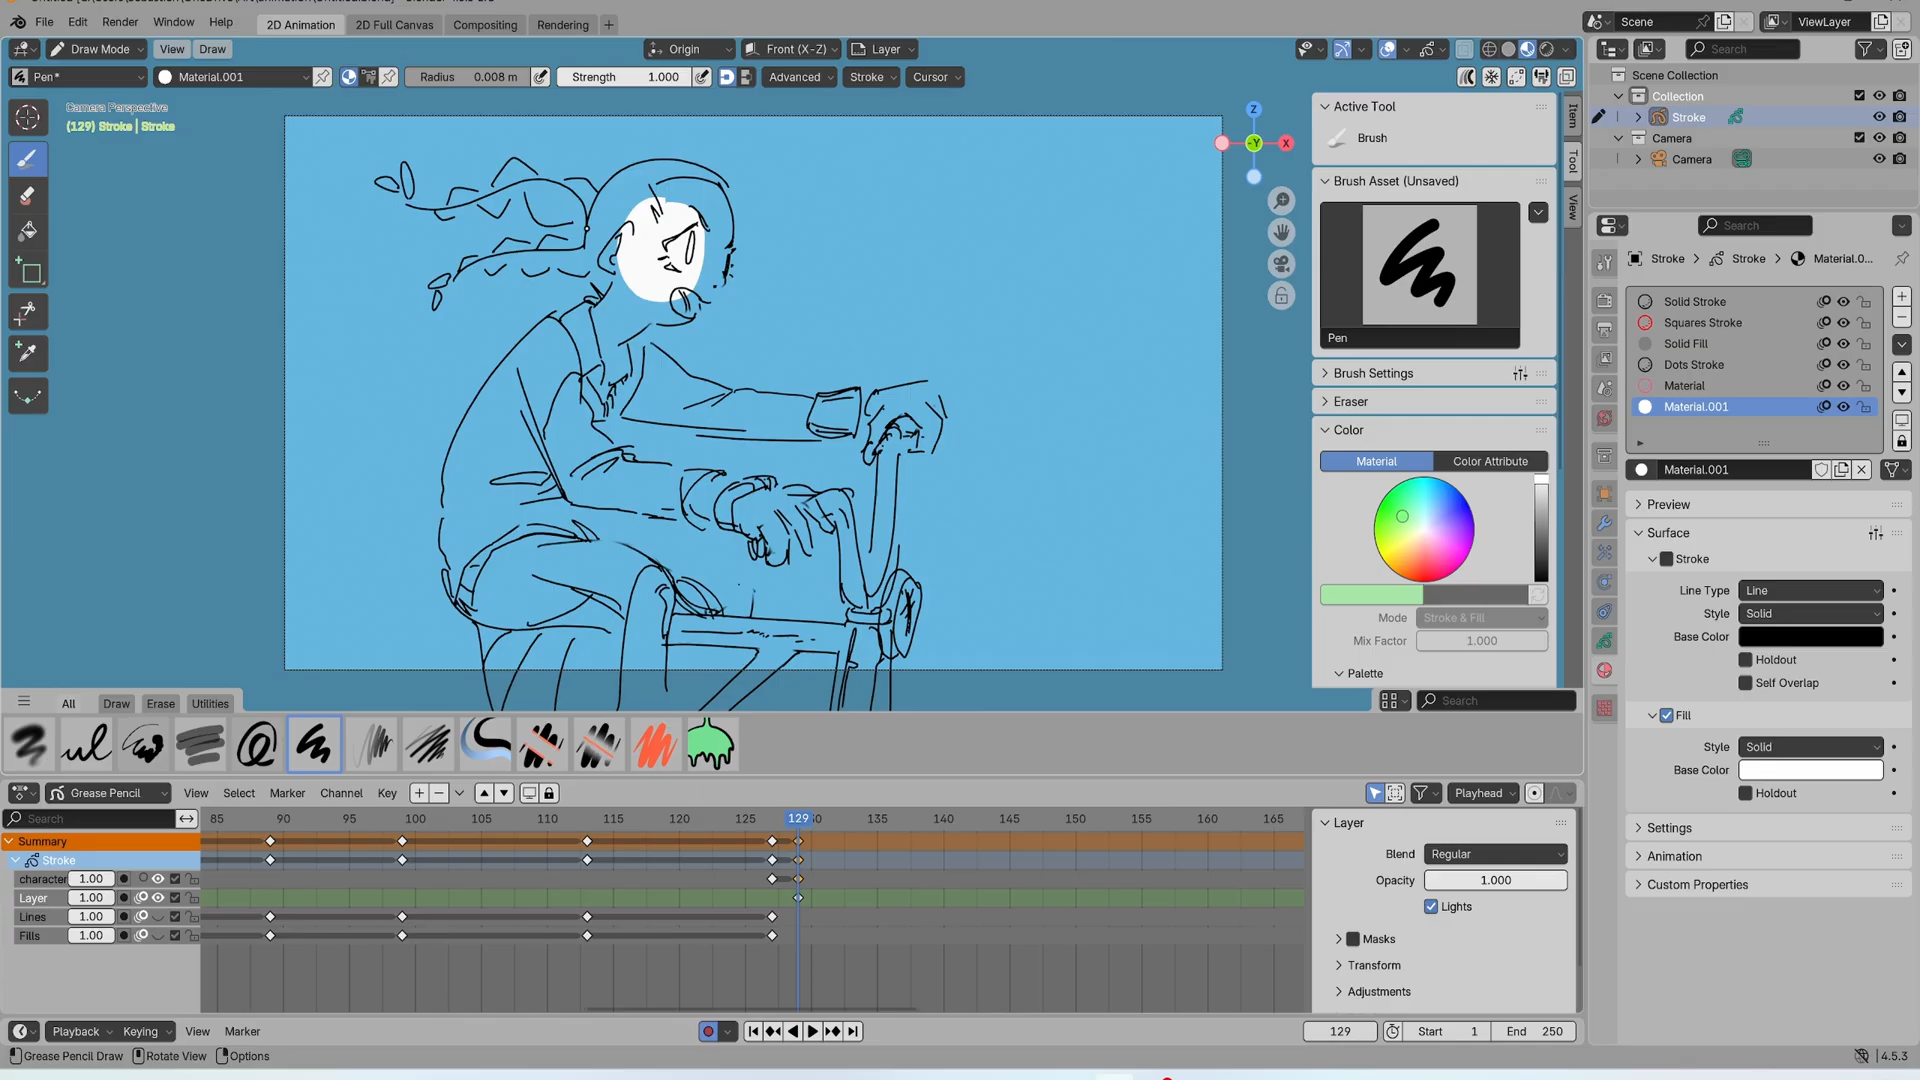 File Edit Render Window Help 2D Animation 2D Full Canvas Compositing Rendering + Scene ViewLayer
Draw Mode View Draw Origin Front (X-Z) Layer Search
Pen* Material.001 Radius 0.008 m Strength 1.000 Advanced Stroke Cursor
Camera Perspective
(129) Stroke | Stroke
Z
-Y
X
Active Tool
Brush
Brush Asset (Unsaved)
Pen
Brush Settings
Eraser
Color
Material Color Attribute
Mode Stroke & Fill
Mix Factor 1.000
Palette
Item
Tool
View
Scene Collection
Collection
Stroke
Camera
Camera
Search
Stroke Stroke Material.0...
Solid Stroke
Squares Stroke
Solid Fill
Dots Stroke
Material
Material.001
Material.001
Preview
Surface
Stroke
Line Type Line
Style Solid
Base Color
Holdout
Self Overlap
Fill
Style Solid
Base Color
Holdout
Settings
Animation
Custom Properties
All Draw Erase Utilities Search
Grease Pencil View Select Marker Channel Key Playhead
Search 85 90 95 100 105 110 115 120 125 129 135 140 145 150 155 160 165
Summary
Stroke
character 1.00
Layer 1.00
Lines 1.00
Fills 1.00
Layer
Blend Regular
Opacity 1.000
Lights
Masks
Transform
Adjustments
Playback Keying View Marker 129 Start 1 End 250
Grease Pencil Draw Rotate View Options 4.5.3